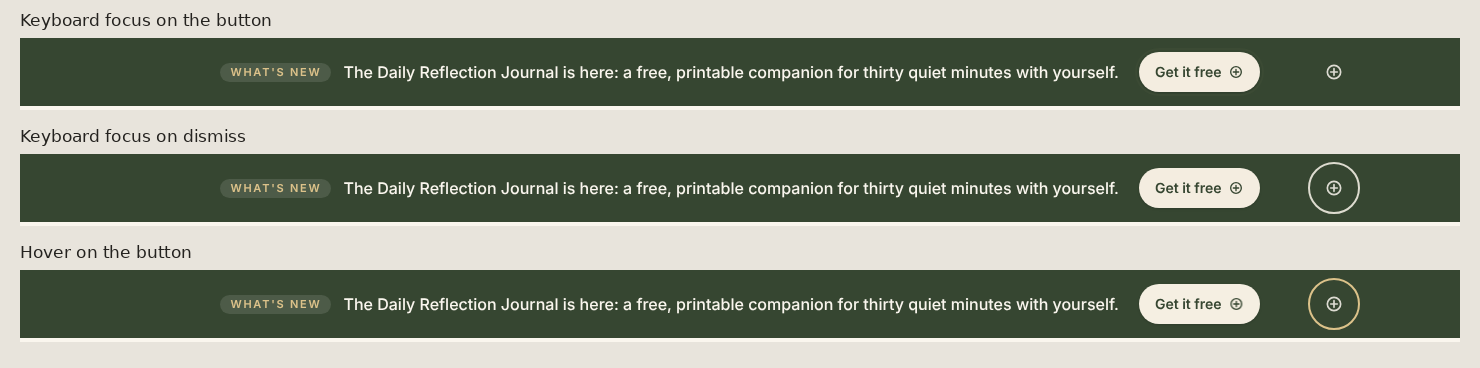 Keyboard focus on the button
WHAT'S NEW The Daily Reflection Journal is here: a free, printable companion for thirty quiet minutes with yourself. Get it free
Keyboard focus on dismiss
WHAT'S NEW The Daily Reflection Journal is here: a free, printable companion for thirty quiet minutes with yourself. Get it free
Hover on the button
WHAT'S NEW The Daily Reflection Journal is here: a free, printable companion for thirty quiet minutes with yourself. Get it free